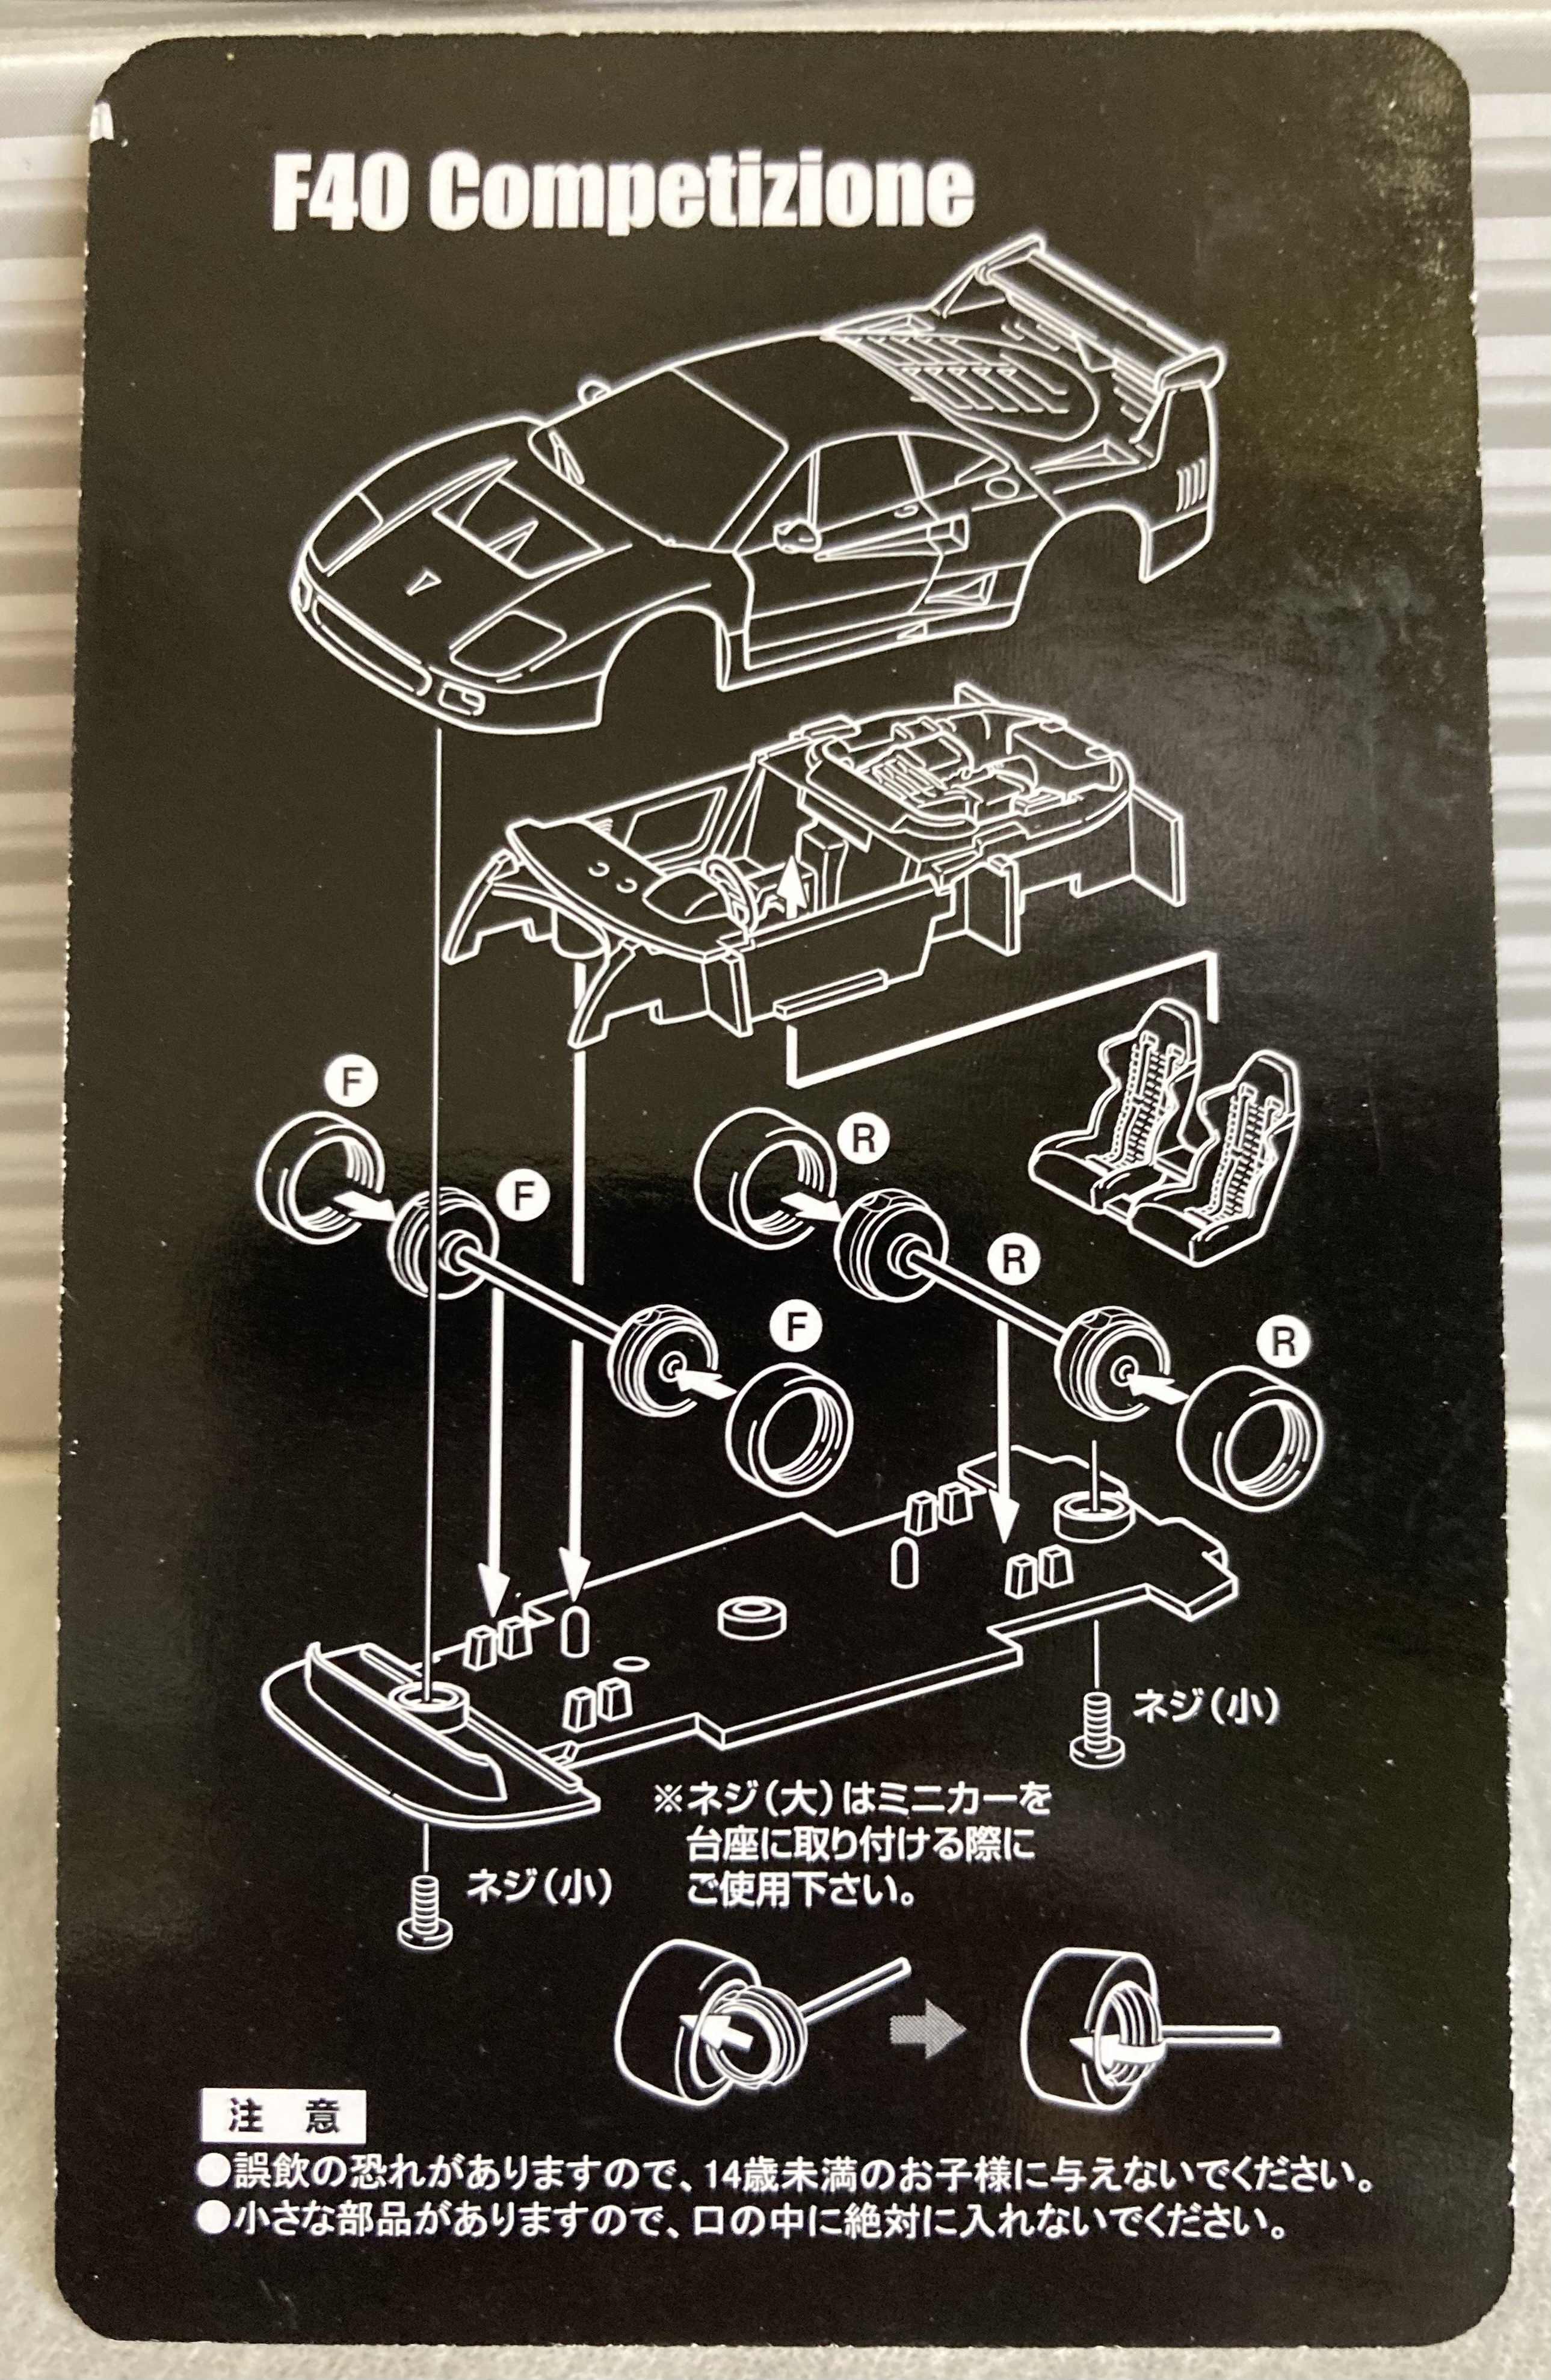 F40 Competizione
F
F
R
R
F
R
ネジ(小)
※ネジ(大)はミニカーを
台座に取り付ける際に
ご使用下さい。
ネジ(小)
注 意
●誤飲の恐れがありますので、14歳未満のお子様に与えないでください。
●小さな部品がありますので、口の中に絶対に入れないでください。